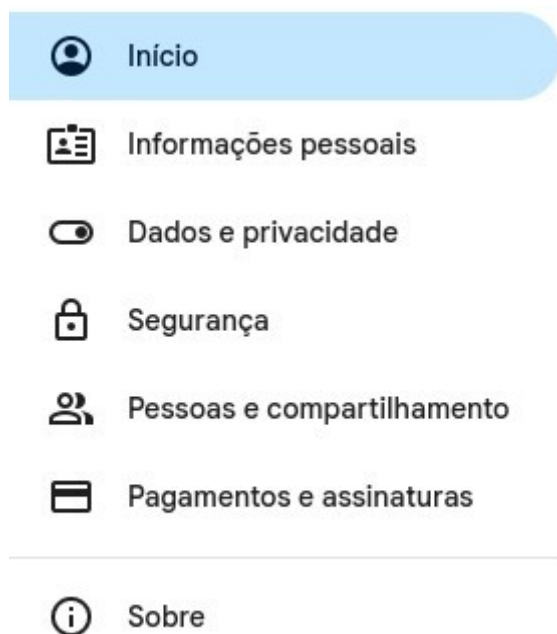 Início
Informações pessoais
Dados e privacidade
Segurança
Pessoas e compartilhamento
Pagamentos e assinaturas
Sobre